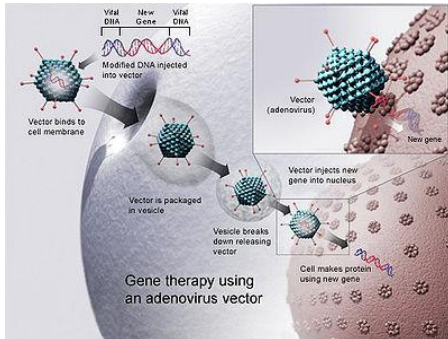 Viral New Viral
DNA Gene DNA
Modified DNA injected
into vector
Vector binds to
cell membrane
Vector
(adenovirus)
New gene
Vector is packaged
in vesicle
Vector injects new
gene into nucleus
Vesicle breaks
down releasing
vector
Cell makes protein
using new gene
Gene therapy using
an adenovirus vector